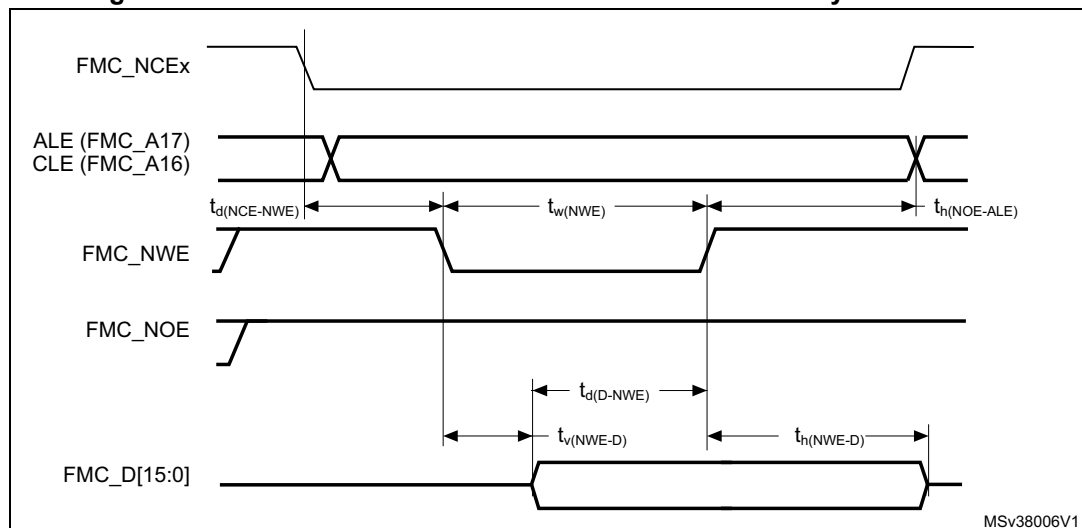 FMC_NCEx
ALE (FMC_A17)
CLE (FMC_A16)
td(NCE-NWE)
tw(NWE)
th(NOE-ALE)
FMC_NWE
FMC_NOE
td(D-NWE)
tv(NWE-D)
th(NWE-D)
FMC_D[15:0]
MSv38006V1